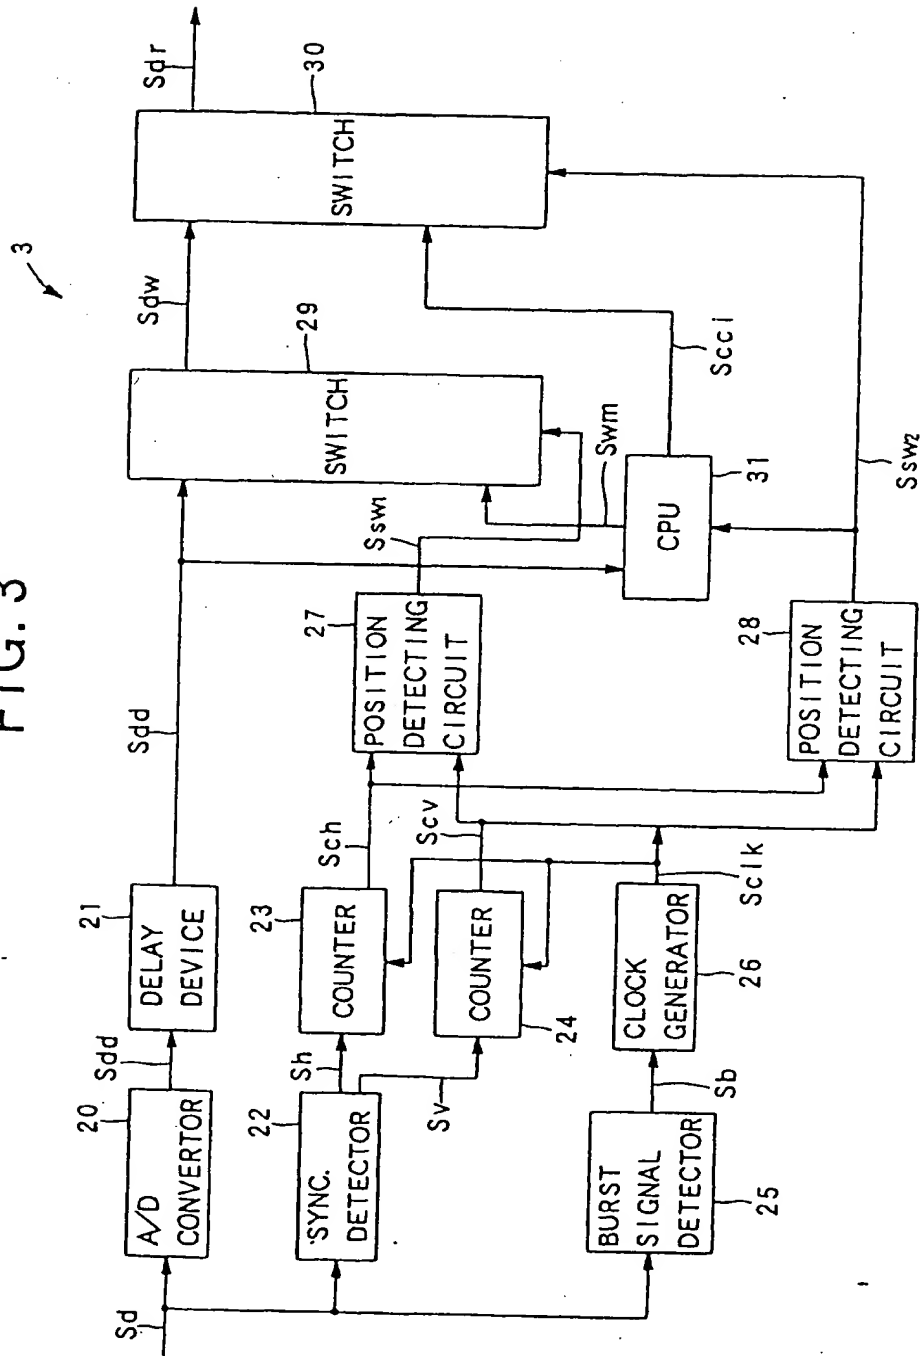 FIG. 3
3
Sd
20
A/D
CONVERTOR
Sdd
21
DELAY
DEVICE
Sdd
29
SWITCH
Sdw
30
SWITCH
Sdr
22
SYNC.
DETECTOR
Sh
Sv
23
COUNTER
Sch
24
COUNTER
Scv
27
POSITION
DETECTING
CIRCUIT
Ssw1
Swm
CPU
31
Scci
25
BURST
SIGNAL
DETECTOR
Sb
26
CLOCK
GENERATOR
Sclk
28
POSITION
DETECTING
CIRCUIT
Ssw2